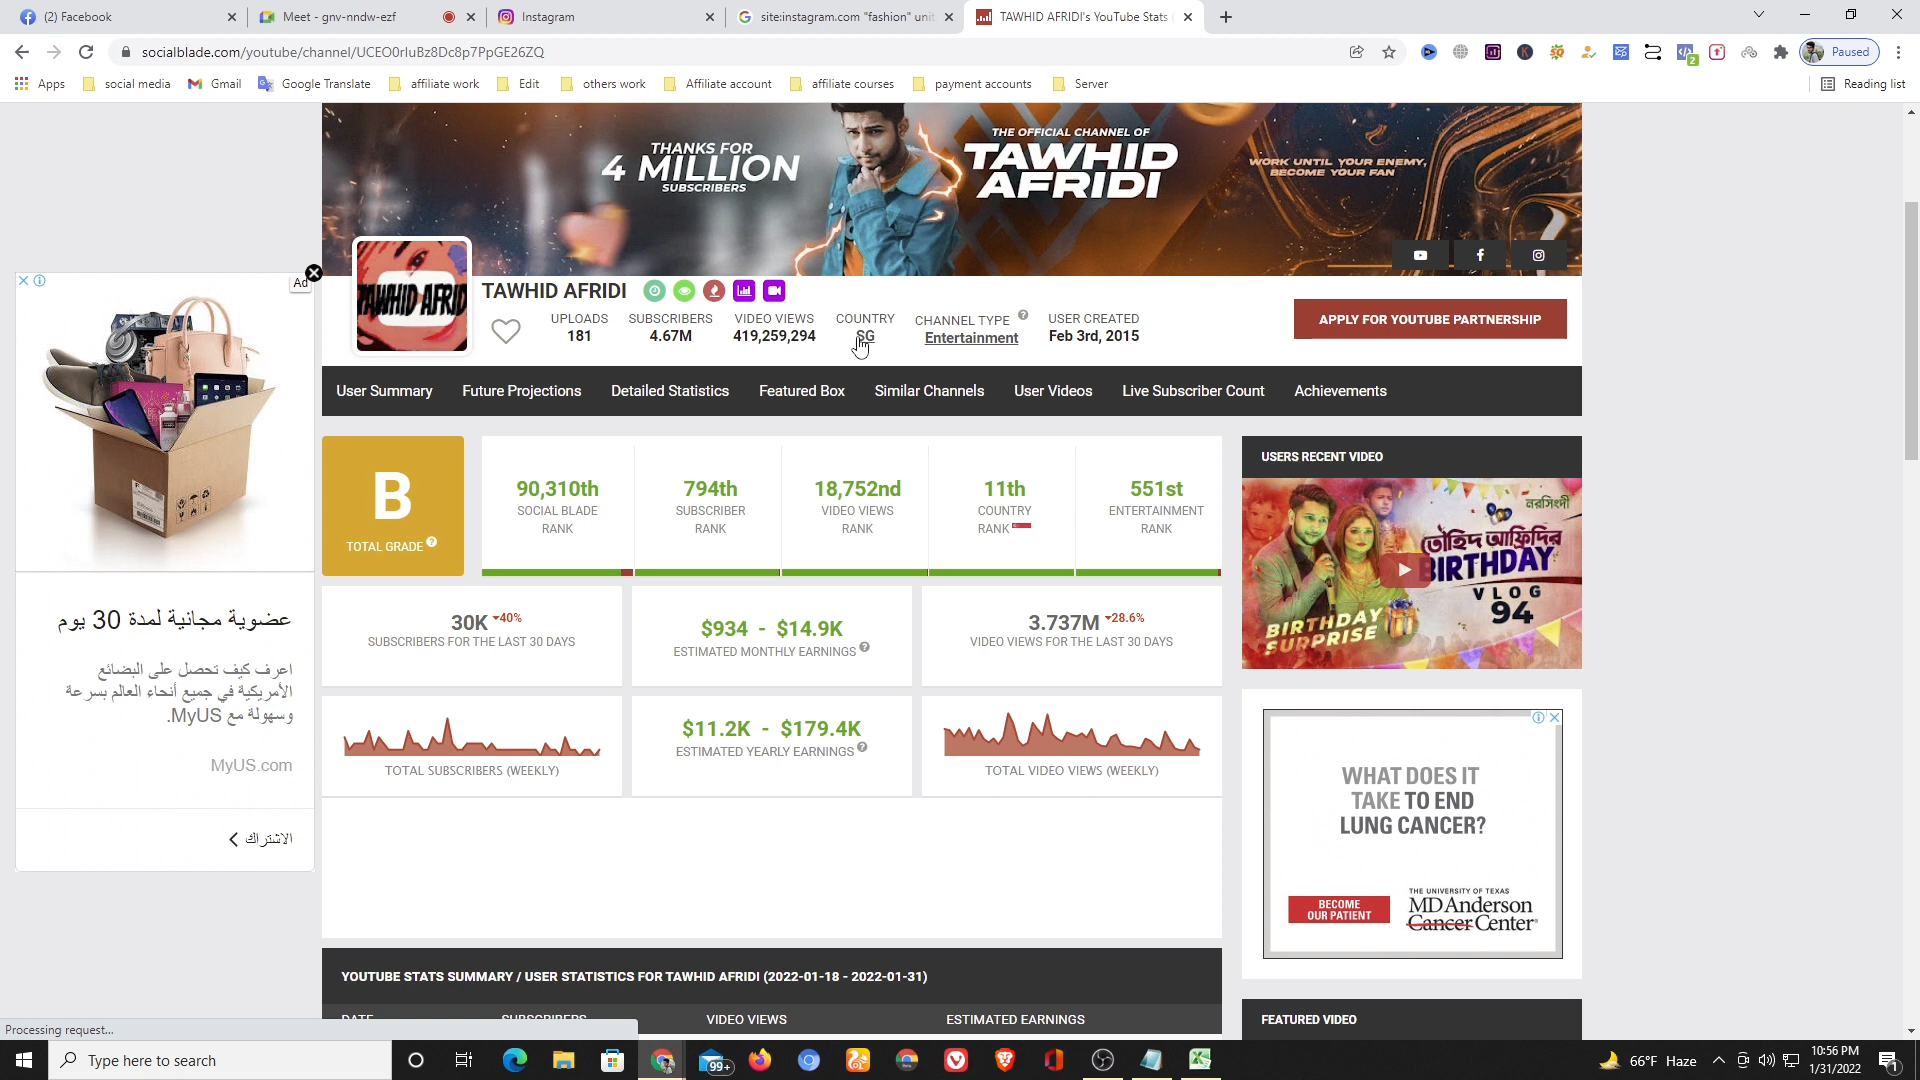 (2) Facebook
Meet - gnv-nndw-ezf
Instagram
site:instagram.com "fashion" unit
TAWHID AFRIDI's YouTube Stats
socialblade.com/youtube/channel/UCEO0rluBz8Dc8p7PpGE26ZQ
Paused
Apps
social media
Gmail
Google Translate
affiliate work
Edit
others work
Affiliate account
affiliate courses
payment accounts
Server
Reading list
THANKS FOR
4 MILLION
SUBSCRIBERS
THE OFFICIAL CHANNEL OF
TAWHID
AFRIDI
WORK UNTIL YOUR ENEMY,
BECOME YOUR FAN
Ad
TAWHID AFRID
TAWHID AFRIDI
UPLOADS
181
SUBSCRIBERS
4.67M
VIDEO VIEWS
419,259,294
COUNTRY
SG
CHANNEL TYPE
Entertainment
USER CREATED
Feb 3rd, 2015
APPLY FOR YOUTUBE PARTNERSHIP
User Summary
Future Projections
Detailed Statistics
Featured Box
Similar Channels
User Videos
Live Subscriber Count
Achievements
B
TOTAL GRADE
90,310th
SOCIAL BLADE
RANK
794th
SUBSCRIBER
RANK
18,752nd
VIDEO VIEWS
RANK
11th
COUNTRY
RANK
551st
ENTERTAINMENT
RANK
USERS RECENT VIDEO
নরসিংদী
তৌহিদ আফ্রিদির
BIRTHDAY
VLOG
94
BIRTHDAY
SURPRISE
30K -40%
SUBSCRIBERS FOR THE LAST 30 DAYS
$934 - $14.9K
ESTIMATED MONTHLY EARNINGS
3.737M -28.6%
VIDEO VIEWS FOR THE LAST 30 DAYS
TOTAL SUBSCRIBERS (WEEKLY)
$11.2K - $179.4K
ESTIMATED YEARLY EARNINGS
TOTAL VIDEO VIEWS (WEEKLY)
عضوية مجانية لمدة 30 يوم
اعرف كيف تحصل على البضائع
الأمريكية في جميع أنحاء العالم بسرعة
وسهولة مع MyUS.
MyUS.com
الاشتراك
WHAT DOES IT
TAKE TO END
LUNG CANCER?
BECOME
OUR PATIENT
THE UNIVERSITY OF TEXAS
MDAnderson
Cancer Center
YOUTUBE STATS SUMMARY / USER STATISTICS FOR TAWHID AFRIDI (2022-01-18 - 2022-01-31)
DATE
SUBSCRIBERS
VIDEO VIEWS
ESTIMATED EARNINGS
FEATURED VIDEO
Processing request...
Type here to search
99+
66°F Haze
10:56 PM
1/31/2022
1